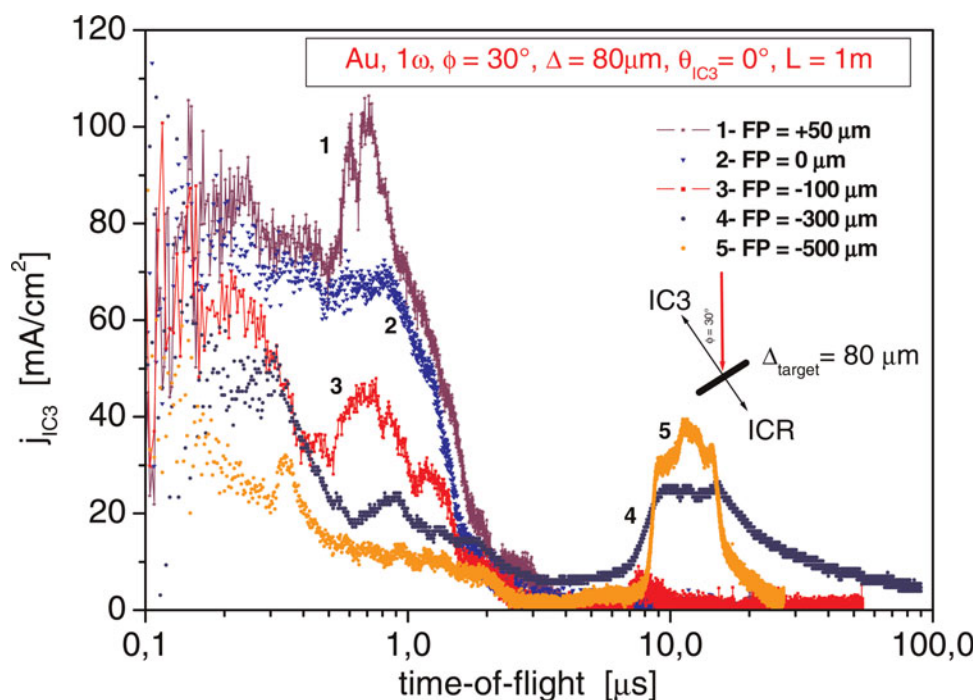 120
100
80
60
40
20
0
j_IC3 [mA/cm²]
Au, 1ω, ϕ = 30°, Δ = 80μm, θ_IC3 = 0°, L = 1m
1- FP = +50 μm
2- FP = 0 μm
3- FP = -100 μm
4- FP = -300 μm
5- FP = -500 μm
1
2
3
4
5
IC3
ϕ = 30°
Δ_target = 80 μm
ICR
0,1
1,0
10,0
100,0
time-of-flight [μs]